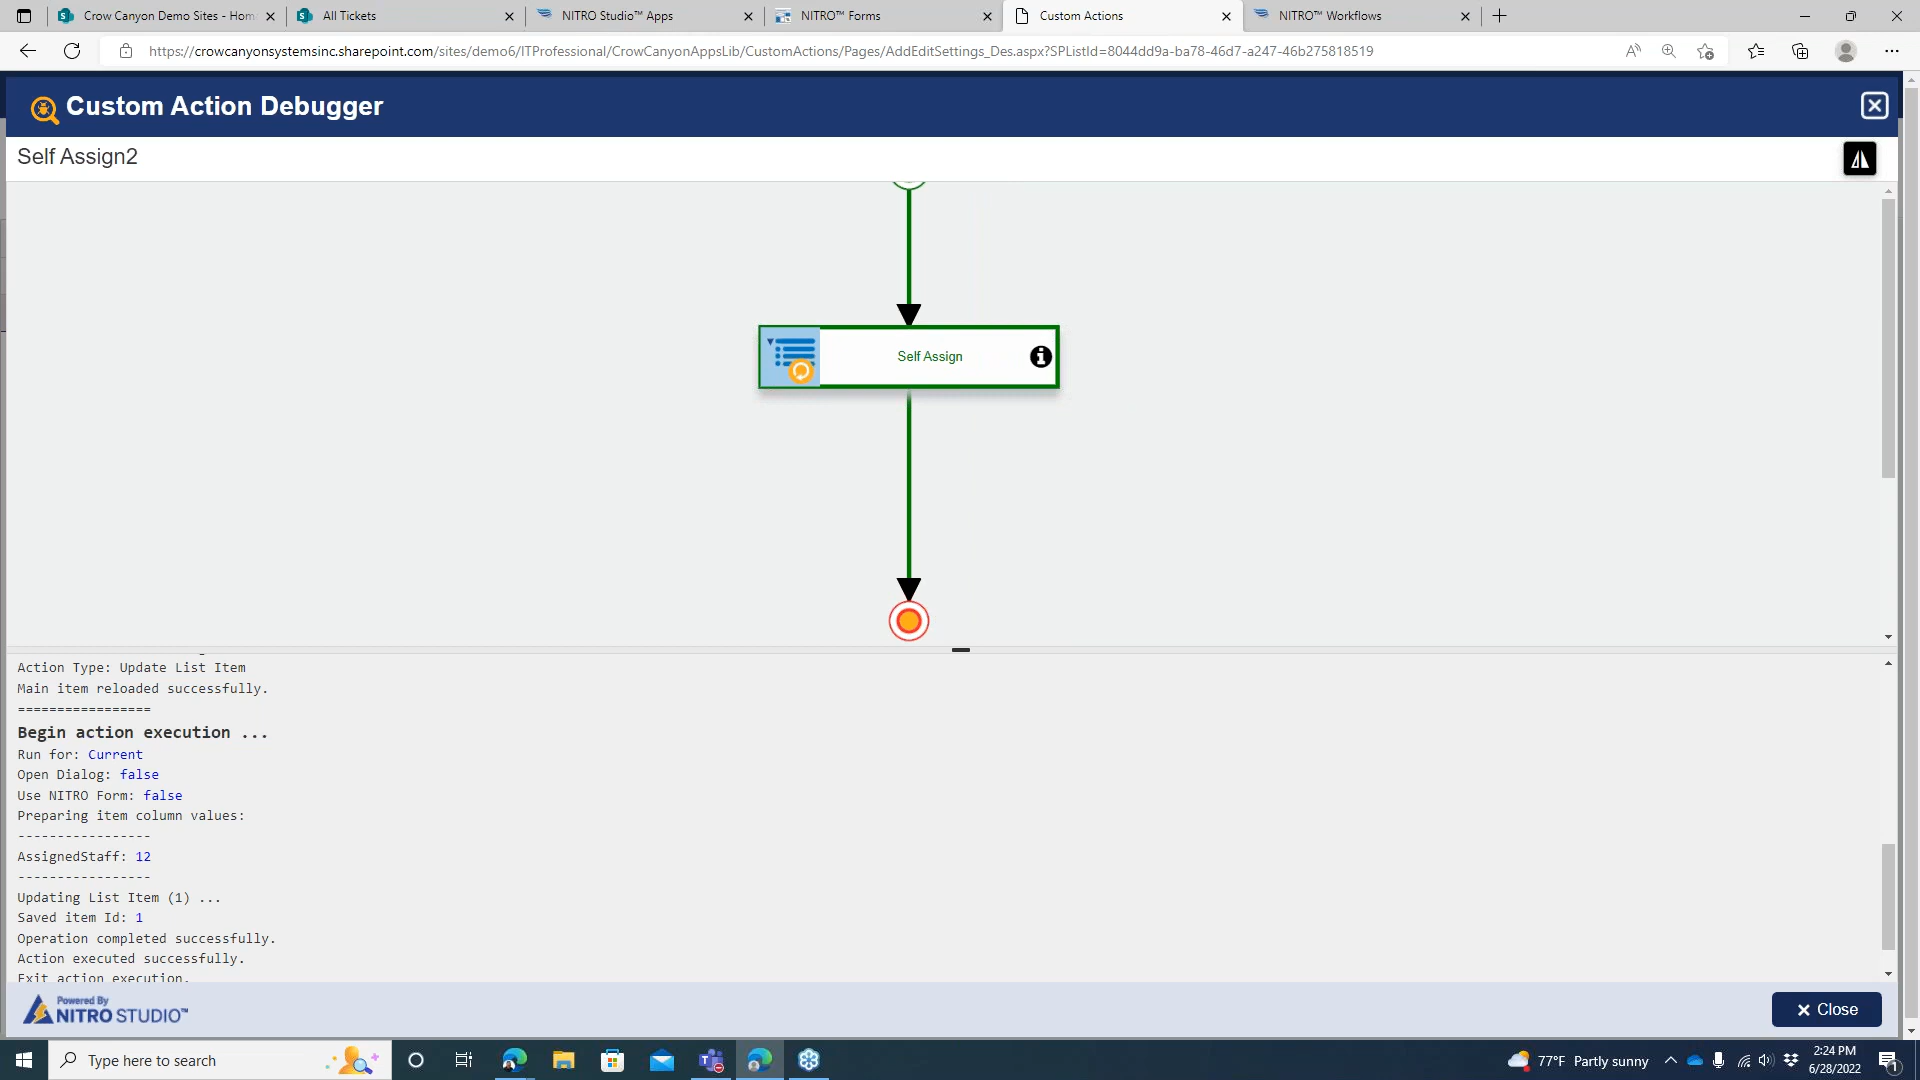 Crow Canyon Demo Sites - Hom
All Tickets
NITRO Studio™ Apps
NITRO™ Forms
Custom Actions
NITRO™ Workflows
https://crowcanyonsystemsinc.sharepoint.com/sites/demo6/ITProfessional/CrowCanyonAppsLib/CustomActions/Pages/AddEditSettings_Des.aspx?SPListId=8044dd9a-ba78-46d7-a247-46b275818519
Custom Action Debugger
Self Assign2
Self Assign
Action Type: Update List Item
Main item reloaded successfully.
=================
Begin action execution ...
Run for: Current
Open Dialog: false
Use NITRO Form: false
Preparing item column values:
-----------------
AssignedStaff: 12
-----------------
Updating List Item (1) ...
Saved item Id: 1
Operation completed successfully.
Action executed successfully.
Exit action execution.
Powered By
NITRO STUDIO™
Close
Type here to search
77°F Partly sunny
2:24 PM
6/28/2022
1